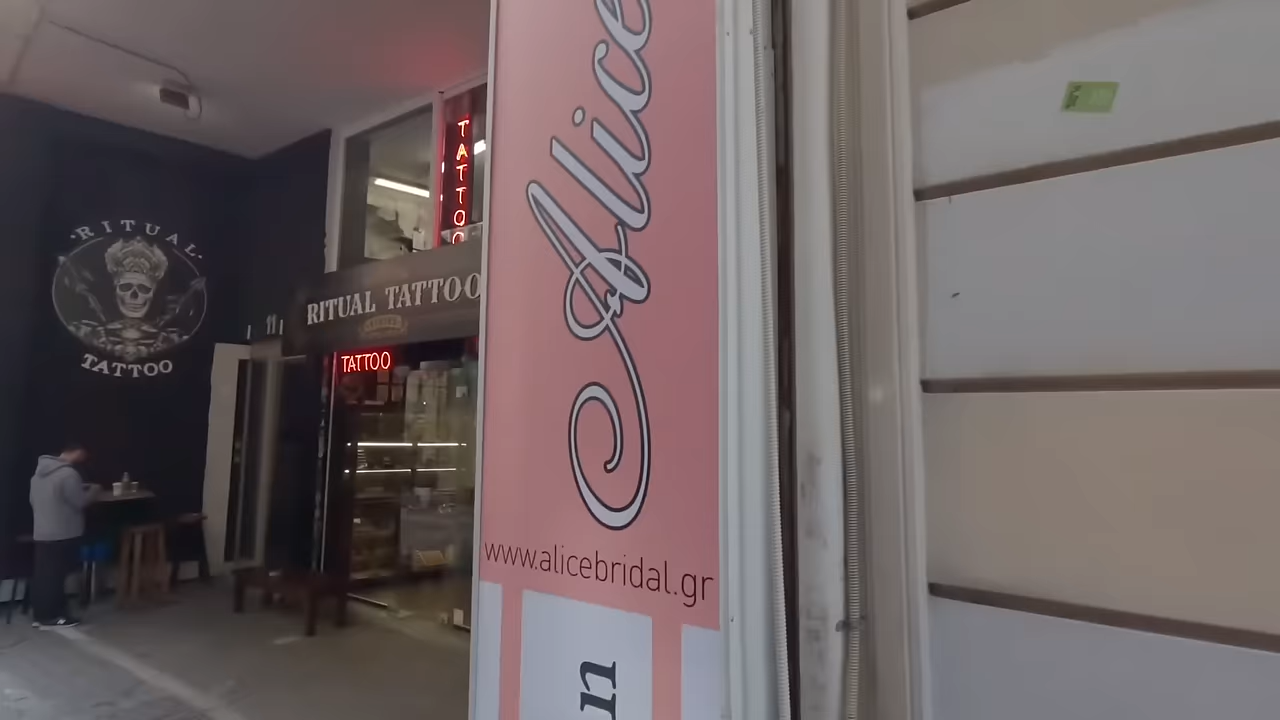 RITUAL
TATTOO
TATTOO
RITUAL TATTOO
TATTOO
Alice
www.alicebridal.gr
n